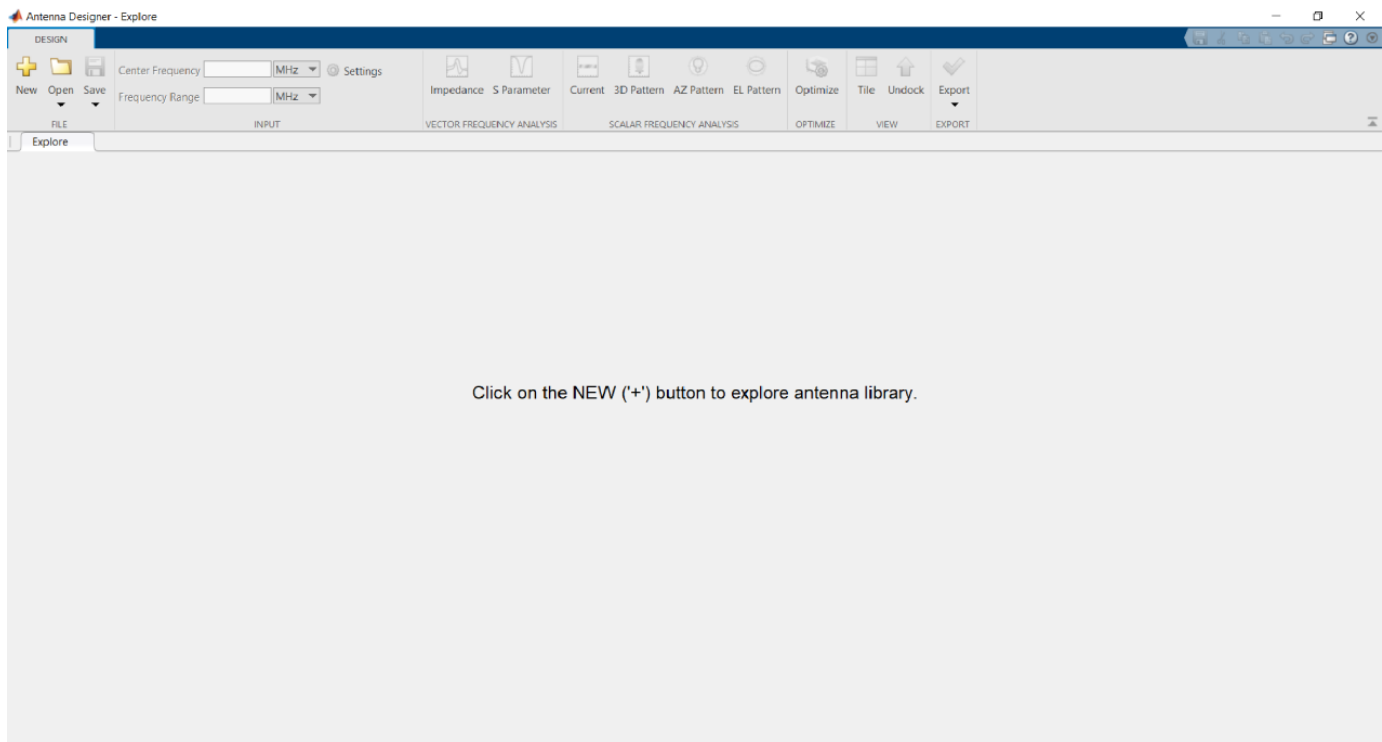 Antenna Designer - Explore
DESIGN
New Open Save
FILE
Center Frequency MHz Settings
Frequency Range MHz
INPUT
Impedance S Parameter
VECTOR FREQUENCY ANALYSIS
Current 3D Pattern AZ Pattern EL Pattern
SCALAR FREQUENCY ANALYSIS
Optimize
OPTIMIZE
Tile Undock
VIEW
Export
EXPORT
Explore
Click on the NEW ('+') button to explore antenna library.